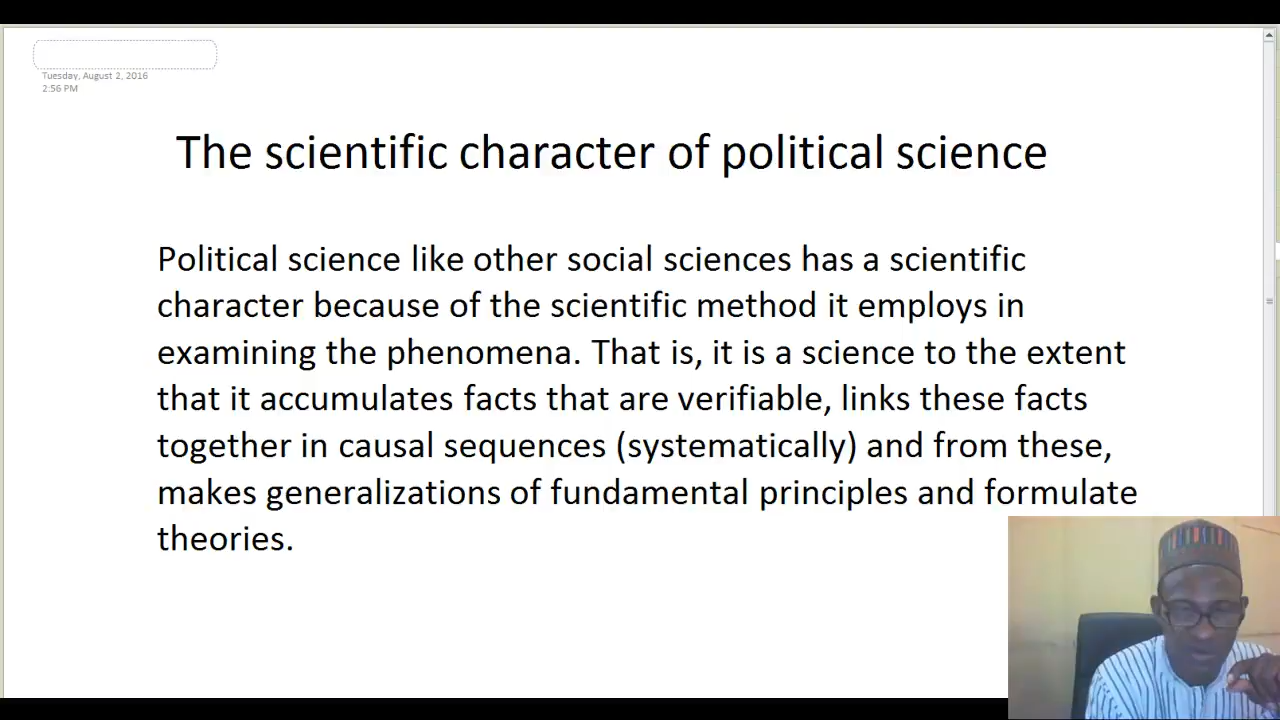 Tuesday, August 2, 2016
2:56 PM
The scientific character of political science
Political science like other social sciences has a scientific
character because of the scientific method it employs in
examining the phenomena. That is, it is a science to the extent
that it accumulates facts that are verifiable, links these facts
together in causal sequences (systematically) and from these,
makes generalizations of fundamental principles and formulate
theories.